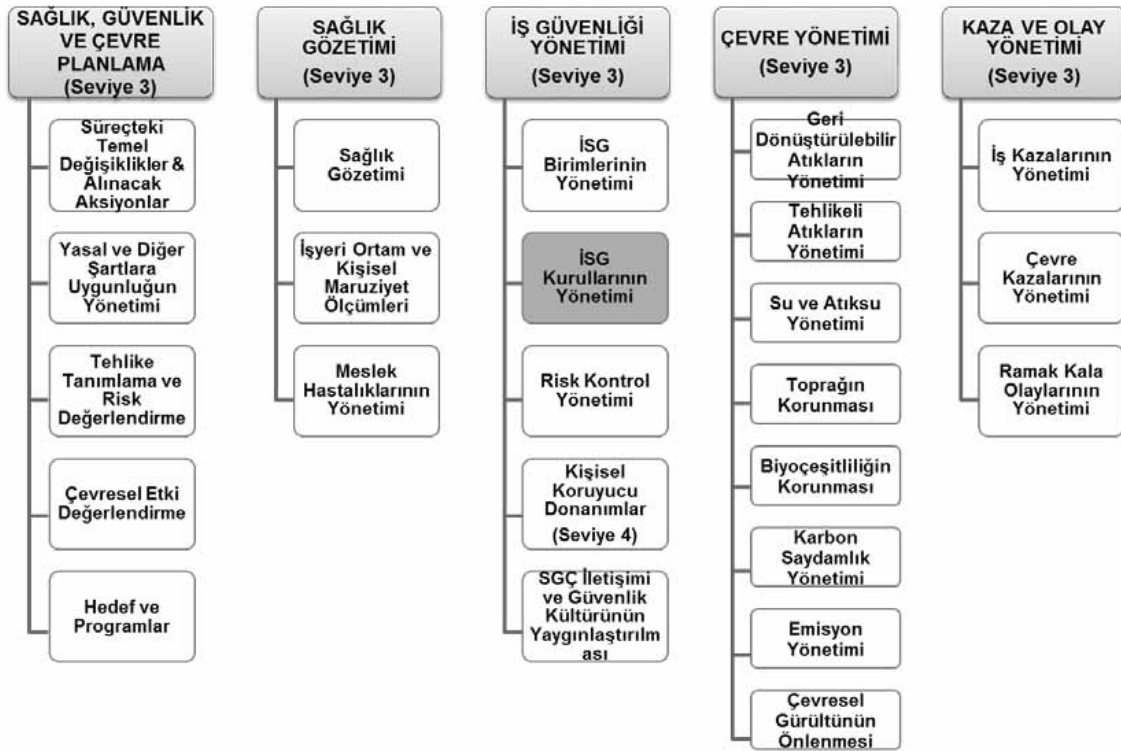 SAĞLIK, GÜVENLİK
VE ÇEVRE
PLANLAMA
(Seviye 3)
Süreçteki
Temel
Değişiklikler &
Alınacak
Aksiyonlar
Yasal ve Diğer
Şartlara
Uygunluğun
Yönetimi
Tehlike
Tanımlama ve
Risk
Değerlendirme
Çevresel Etki
Değerlendirme
Hedef ve
Programlar
SAĞLIK
GÖZETİMİ
(Seviye 3)
Sağlık
Gözetimi
İşyeri Ortam ve
Kişisel
Maruziyet
Ölçümleri
Meslek
Hastalıklarının
Yönetimi
İŞ GÜVENLİĞİ
YÖNETİMİ
(Seviye 3)
İSG
Birimlerinin
Yönetimi
İSG
Kurullarının
Yönetimi
Risk Kontrol
Yönetimi
Kişisel
Koruyucu
Donanımlar
(Seviye 4)
SGÇ İletişimi
ve Güvenlik
Kültürünün
Yaygınlaştırılm
ası
ÇEVRE YÖNETİMİ
(Seviye 3)
Geri
Dönüştürülebilir
Atıkların
Yönetimi
Tehlikeli
Atıkların
Yönetimi
Su ve Atıksu
Yönetimi
Toprağın
Korunması
Biyoçeşitliliğin
Korunması
Karbon
Saydamlık
Yönetimi
Emisyon
Yönetimi
Çevresel
Gürültünün
Önlenmesi
KAZA VE OLAY
YÖNETİMİ
(Seviye 3)
İş Kazalarının
Yönetimi
Çevre
Kazalarının
Yönetimi
Ramak Kala
Olaylarının
Yönetimi